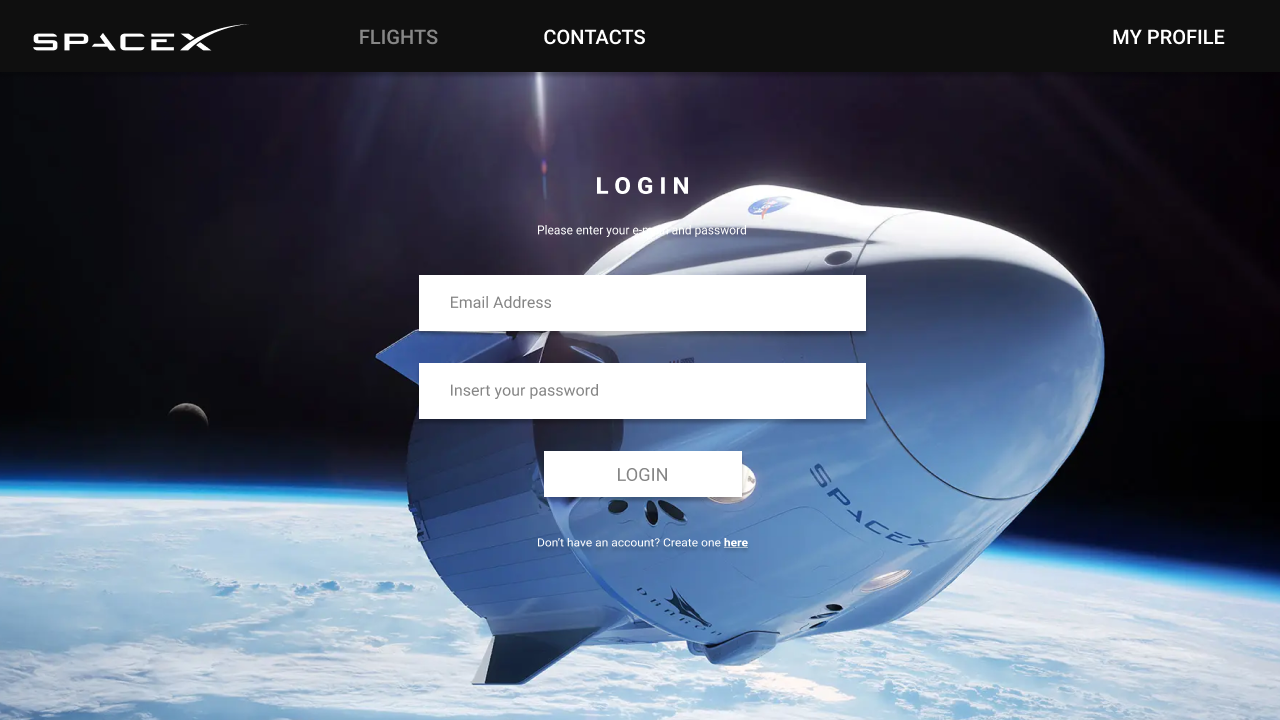 SPACEX
FLIGHTS
CONTACTS
MY PROFILE
LOGIN
Please enter your e-mail and password
Email Address
Insert your password
LOGIN
SPACEX
Don't have an account? Create one here
DRAGON